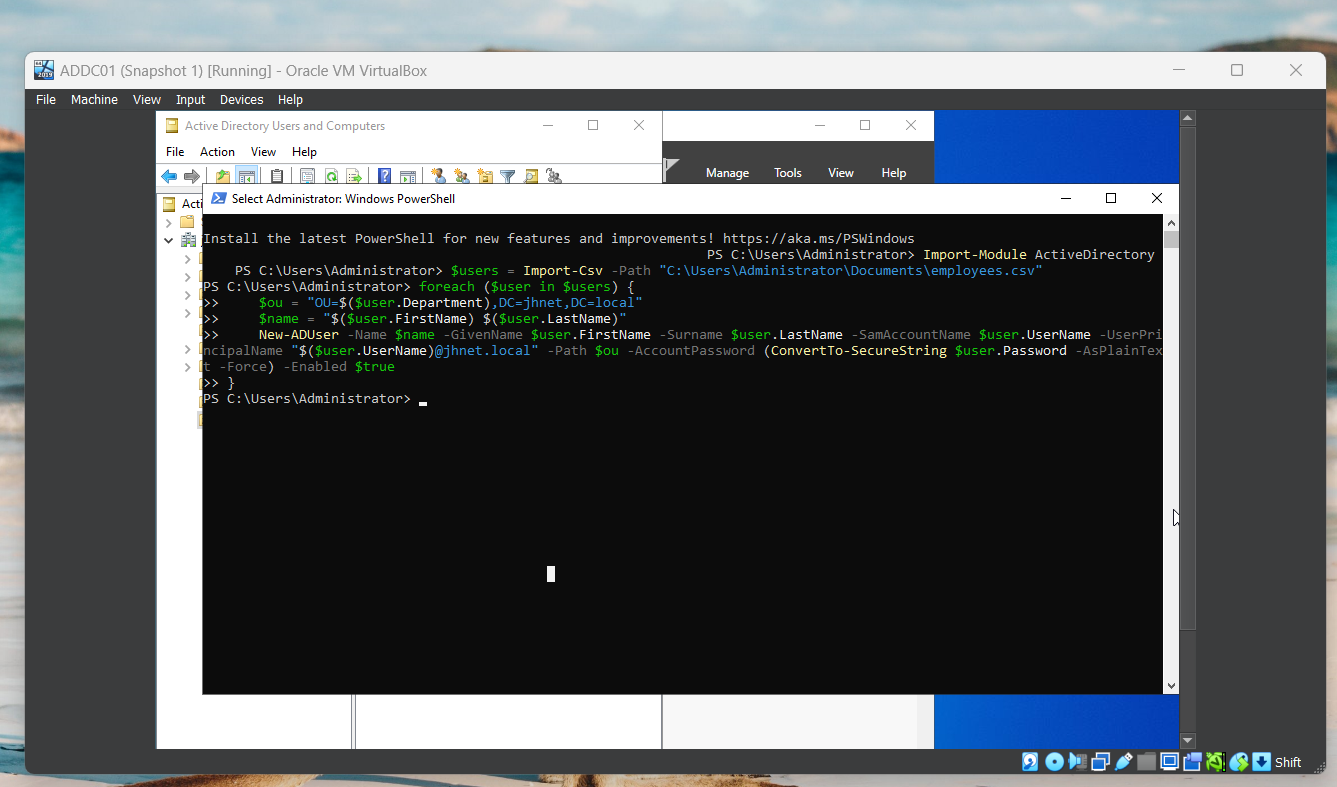 ADDC01 (Snapshot 1) [Running] - Oracle VM VirtualBox
File Machine View Input Devices Help
Active Directory Users and Computers
File Action View Help
Manage Tools View Help
Acti
Select Administrator: Windows PowerShell
Install the latest PowerShell for new features and improvements! https://aka.ms/PSWindows
PS C:\Users\Administrator> Import-Module ActiveDirectory
PS C:\Users\Administrator> $users = Import-Csv -Path "C:\Users\Administrator\Documents\employees.csv"
PS C:\Users\Administrator> foreach ($user in $users) {
>>     $ou = "OU=$($user.Department),DC=jhnet,DC=local"
>>     $name = "$($user.FirstName) $($user.LastName)"
>>     New-ADUser -Name $name -GivenName $user.FirstName -Surname $user.LastName -SamAccountName $user.UserName -UserPri
ncipalName "$($user.UserName)@jhnet.local" -Path $ou -AccountPassword (ConvertTo-SecureString $user.Password -AsPlainTex
t -Force) -Enabled $true
>> }
PS C:\Users\Administrator>
Shift